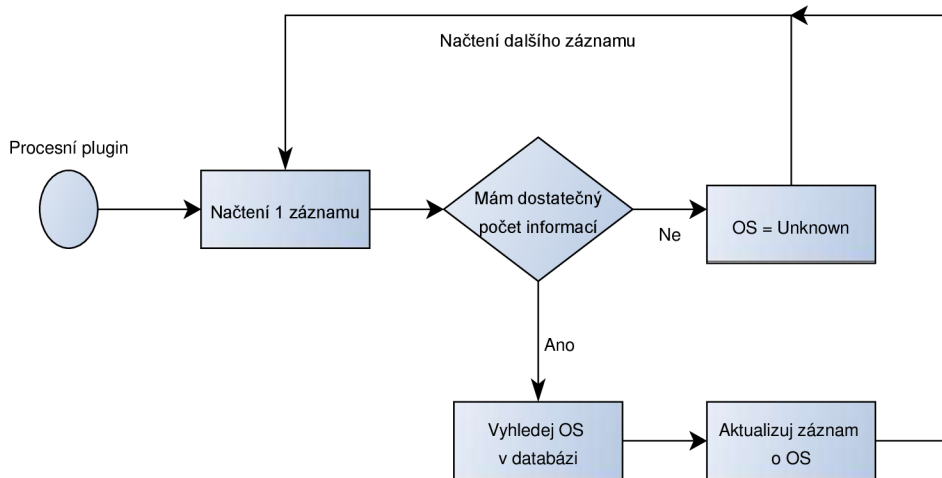 Načtení dalšího záznamu
Procesní plugin
Načtení 1 záznamu
Mám dostatečný
počet informací
Ne
OS = Unknown
Ano
Vyhledej OS
v databázi
Aktualizuj záznam
o OS